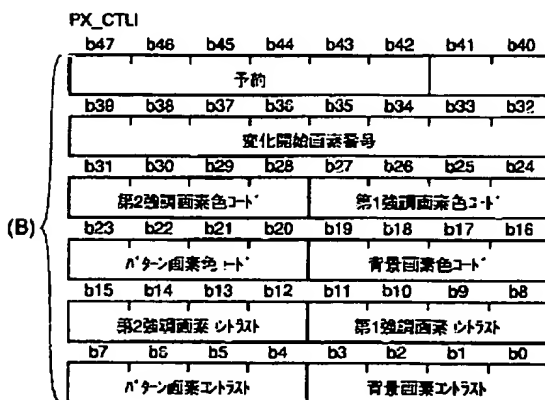 PX_CTLI
b47 b46 b45 b44 b43 b42 b41 b40
予約
b39 b38 b37 b36 b35 b34 b33 b32
変化開始画素番号
b31 b30 b29 b28 b27 b26 b25 b24
第2強調画素色コード 第1強調画素色コード
(B)
b23 b22 b21 b20 b19 b18 b17 b16
パターン画素色コード 背景画素色コード
b15 b14 b13 b12 b11 b10 b9 b8
第2強調画素コントラスト 第1強調画素コントラスト
b7 b6 b5 b4 b3 b2 b1 b0
パターン画素コントラスト 背景画素コントラスト